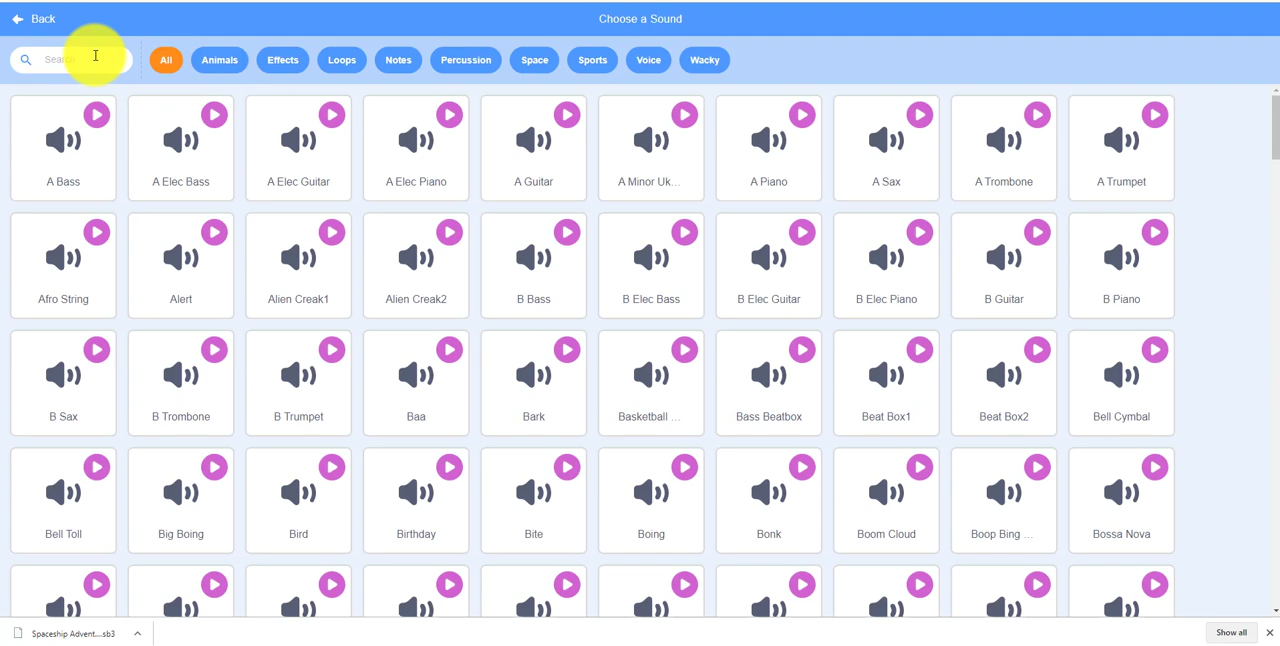 Back
Choose a Sound
Search
All Animals Effects Loops Notes Percussion Space Sports Voice Wacky
A Bass A Elec Bass A Elec Guitar A Elec Piano A Guitar A Minor Uk... A Piano A Sax A Trombone A Trumpet
Afro String Alert Alien Creak1 Alien Creak2 B Bass B Elec Bass B Elec Guitar B Elec Piano B Guitar B Piano
B Sax B Trombone B Trumpet Baa Bark Basketball ... Bass Beatbox Beat Box1 Beat Box2 Bell Cymbal
Bell Toll Big Boing Bird Birthday Bite Boing Bonk Boom Cloud Boop Bing ... Bossa Nova
Spaceship Advent....sb3
Show all